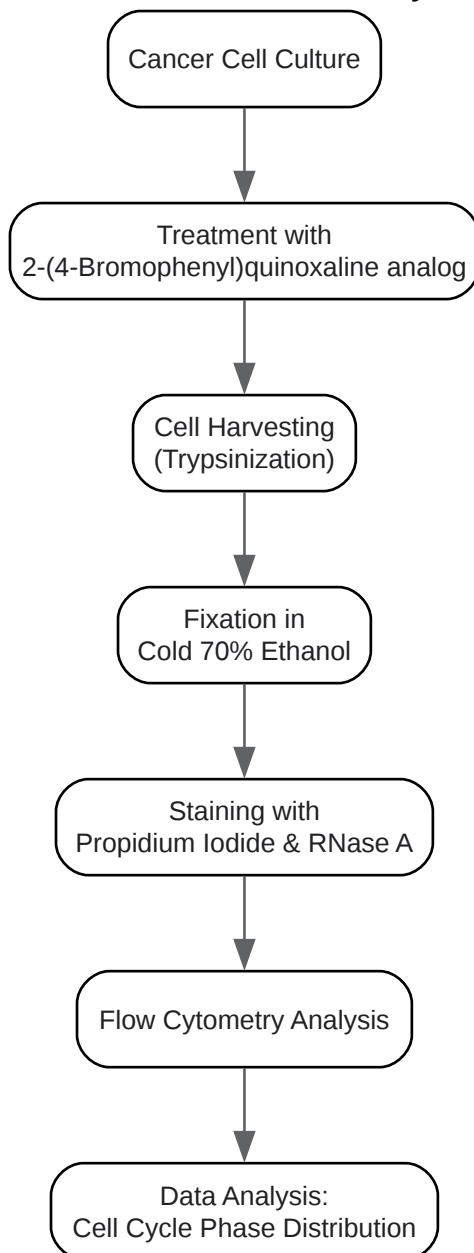 Cancer Cell Culture
Treatment with
2-(4-Bromophenyl)quinoxaline analog
Cell Harvesting
(Trypsinization)
Fixation in
Cold 70% Ethanol
Staining with
Propidium Iodide & RNase A
Flow Cytometry Analysis
Data Analysis:
Cell Cycle Phase Distribution